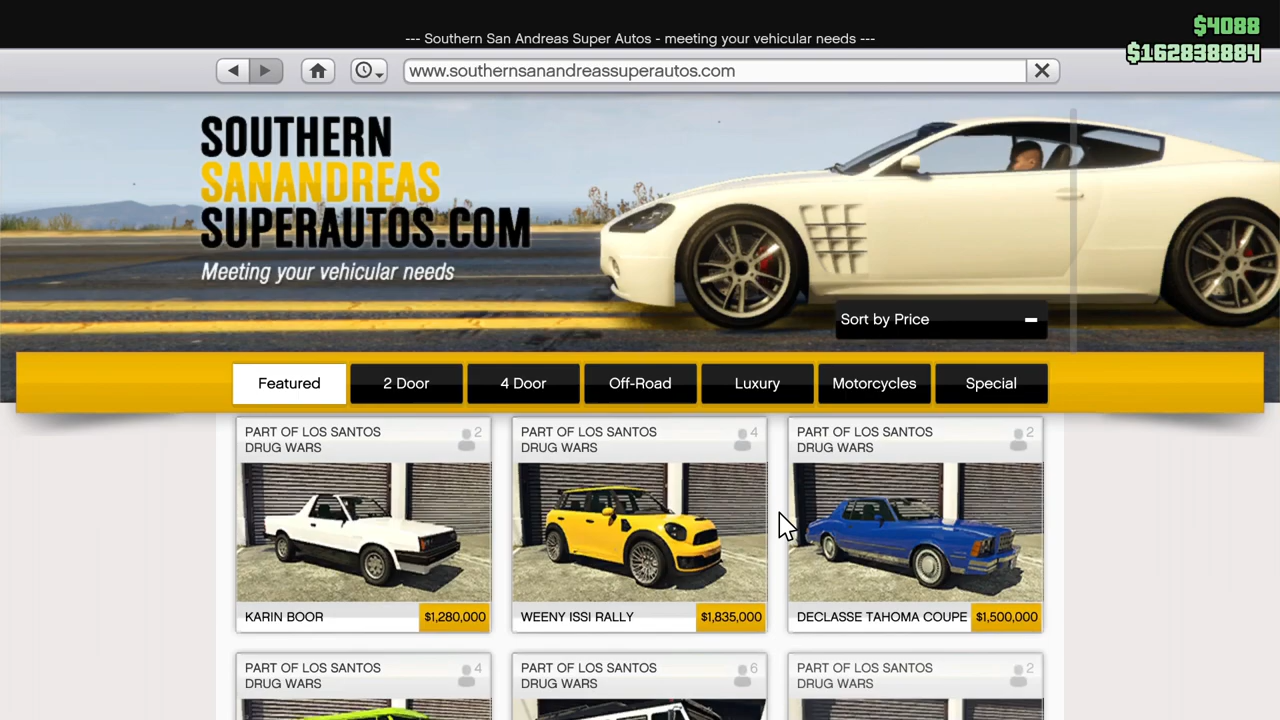 $4088
--- Southern San Andreas Super Autos - meeting your vehicular needs ---
$162838884
www.southernsanandreassuperautos.com
SOUTHERN
SANANDREAS
SUPERAUTOS.COM
Meeting your vehicular needs
Sort by Price
Featured 2 Door 4 Door Off-Road Luxury Motorcycles Special
PART OF LOS SANTOS
DRUG WARS
2
PART OF LOS SANTOS
DRUG WARS
4
PART OF LOS SANTOS
DRUG WARS
2
KARIN BOOR $1,280,000
WEENY ISSI RALLY $1,835,000
DECLASSE TAHOMA COUPE $1,500,000
PART OF LOS SANTOS
DRUG WARS
4
PART OF LOS SANTOS
DRUG WARS
6
PART OF LOS SANTOS
DRUG WARS
2